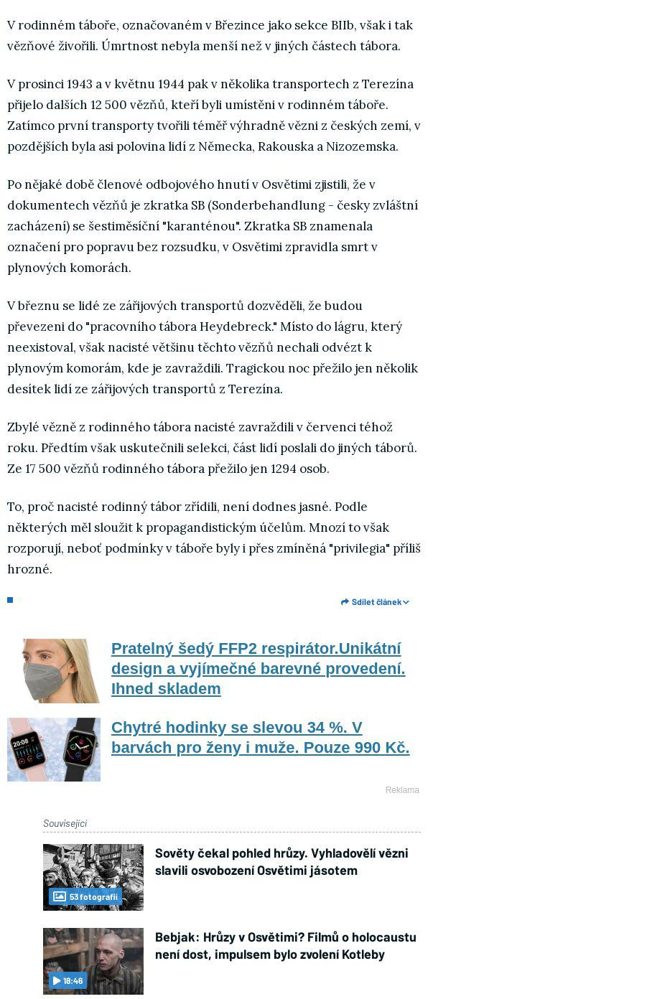 V rodinném táboře, označovaném v Březince jako sekce BIIb, však i tak
vězňové živořili. Úmrtnost nebyla menší než v jiných částech tábora.
V prosinci 1943 a v květnu 1944 pak v několika transportech z Terezína
přijelo dalších 12 500 vězňů, kteří byli umístěni v rodinném táboře.
Zatímco první transporty tvořili téměř výhradně vězni z českých zemí, v
pozdějších byla asi polovina lidí z Německa, Rakouska a Nizozemska.
Po nějaké době členové odbojového hnutí v Osvětimi zjistili, že v
dokumentech vězňů je zkratka SB (Sonderbehandlung - česky zvláštní
zacházení) se šestiměsíční "karanténou". Zkratka SB znamenala
označení pro popravu bez rozsudku, v Osvětimi zpravidla smrt v
plynových komorách.
V březnu se lidé ze zářijových transportů dozvěděli, že budou
převezeni do "pracovního tábora Heydebreck." Místo do lágru, který
neexistoval, však nacisté většinu těchto vězňů nechali odvézt k
plynovým komorám, kde je zavraždili. Tragickou noc přežilo jen několik
desítek lidí ze zářijových transportů z Terezína.
Zbylé vězně z rodinného tábora nacisté zavraždili v červenci téhož
roku. Předtím však uskutečnili selekci, část lidí poslali do jiných táborů.
Ze 17 500 vězňů rodinného tábora přežilo jen 1294 osob.
To, proč nacisté rodinný tábor zřídili, není dodnes jasné. Podle
některých měl sloužit k propagandistickým účelům. Mnozí to však
rozporují, neboť podmínky v táboře byly i přes zmíněná "privilegia" příliš
hrozné.
Sdílet článek
Pratelný šedý FFP2 respirátor.Unikátní
design a vyjímečné barevné provedení.
Ihned skladem
20:08
Chytré hodinky se slevou 34 %. V
barvách pro ženy i muže. Pouze 990 Kč.
Reklama
Související
Sověty čekal pohled hrůzy. Vyhladovělí vězni
slavili osvobození Osvětimi jásotem
53 fotografií
Bebjak: Hrůzy v Osvětimi? Filmů o holocaustu
není dost, impulsem bylo zvolení Kotleby
18:46